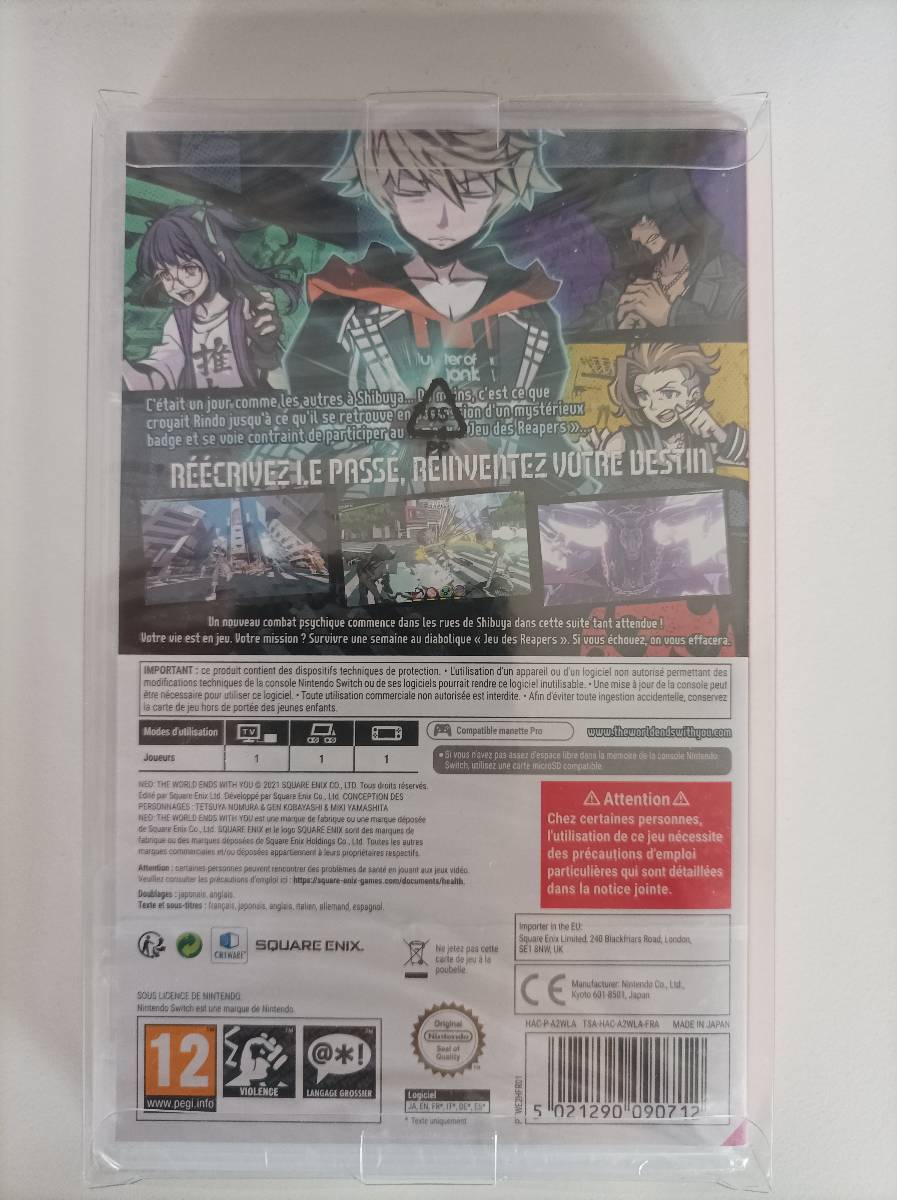 推
C'était un jour comme les autres à Shibuya... Du moins, c'est ce que
croyait Rindo jusqu'à ce qu'il se retrouve en d'un mystérieux
badge et se voie contraint de participer au Jeu des Reapers »...
RÉÉCRIVEZ LE PASSÉ, RÉINVENTEZ VOTRE DESTIN.
Un nouveau combat psychique commence dans les rues de Shibuya dans cette suite tant attendue !
Votre vie est en jeu. Votre mission ? Survivre une semaine au diabolique « Jeu des Reapers ». Si vous échouez, on vous effacera.
IMPORTANT : ce produit contient des dispositifs techniques de protection. • L'utilisation d'un appareil ou d'un logiciel non autorisé permettant des
modifications techniques de la console Nintendo Switch ou de ses logiciels pourrait rendre ce logiciel inutilisable. • Une mise à jour de la console peut
être nécessaire pour utiliser ce logiciel. • Toute utilisation commerciale non autorisée est interdite. • Afin d'éviter toute ingestion accidentelle, conservez
la carte de jeu hors de portée des jeunes enfants.
Modes d'utilisation TV
Joueurs 1 1 1
Compatible manette Pro
www.theworldendswithyou.com
• Si vous n'avez pas assez d'espace libre dans la mémoire de la console Nintendo
Switch, utilisez une carte microSD compatible.
NEO: THE WORLD ENDS WITH YOU © 2021 SQUARE ENIX CO., LTD. Tous droits réservés.
Édité par Square Enix Ltd. Développé par Square Enix Co., Ltd. CONCEPTION DES
PERSONNAGES : TETSUYA NOMURA & GEN KOBAYASHI & MIKI YAMASHITA
NEO: THE WORLD ENDS WITH YOU est une marque de fabrique ou une marque déposée
de Square Enix Co., Ltd. SQUARE ENIX et le logo SQUARE ENIX sont des marques de
fabrique ou des marques déposées de Square Enix Holdings Co., Ltd. Toutes les autres
marques commerciales et/ou déposées appartiennent à leurs propriétaires respectifs.
Attention : certaines personnes peuvent rencontrer des problèmes de santé en jouant aux jeux vidéo.
Veuillez consulter les précautions d'emploi ici : https://square-enix-games.com/documents/health.
Doublages : japonais, anglais.
Texte et sous-titres : français, japonais, anglais, italien, allemand, espagnol.
⚠ Attention ⚠
Chez certaines personnes,
l'utilisation de ce jeu nécessite
des précautions d'emploi
particulières qui sont détaillées
dans la notice jointe.
CRIWARE
SQUARE ENIX.
Ne jetez pas cette
carte de jeu à la
poubelle.
Importer in the EU:
Square Enix Limited, 240 Blackfriars Road, London,
SE1 8NW, UK
CE
Manufacturer: Nintendo Co., Ltd.,
Kyoto 601-8501, Japan
SOUS LICENCE DE NINTENDO.
Nintendo Switch est une marque de Nintendo.
HAC-P-A2WLA TSA-HAC-A2WLA-FRA MADE IN JAPAN
12
www.pegi.info
VIOLENCE
@*!
LANGAGE GROSSIER
Original
Nintendo
Seal of
Quality
Logiciel
JA, EN, FR*, IT*, DE*, ES*
* Texte uniquement
5 021290 090712